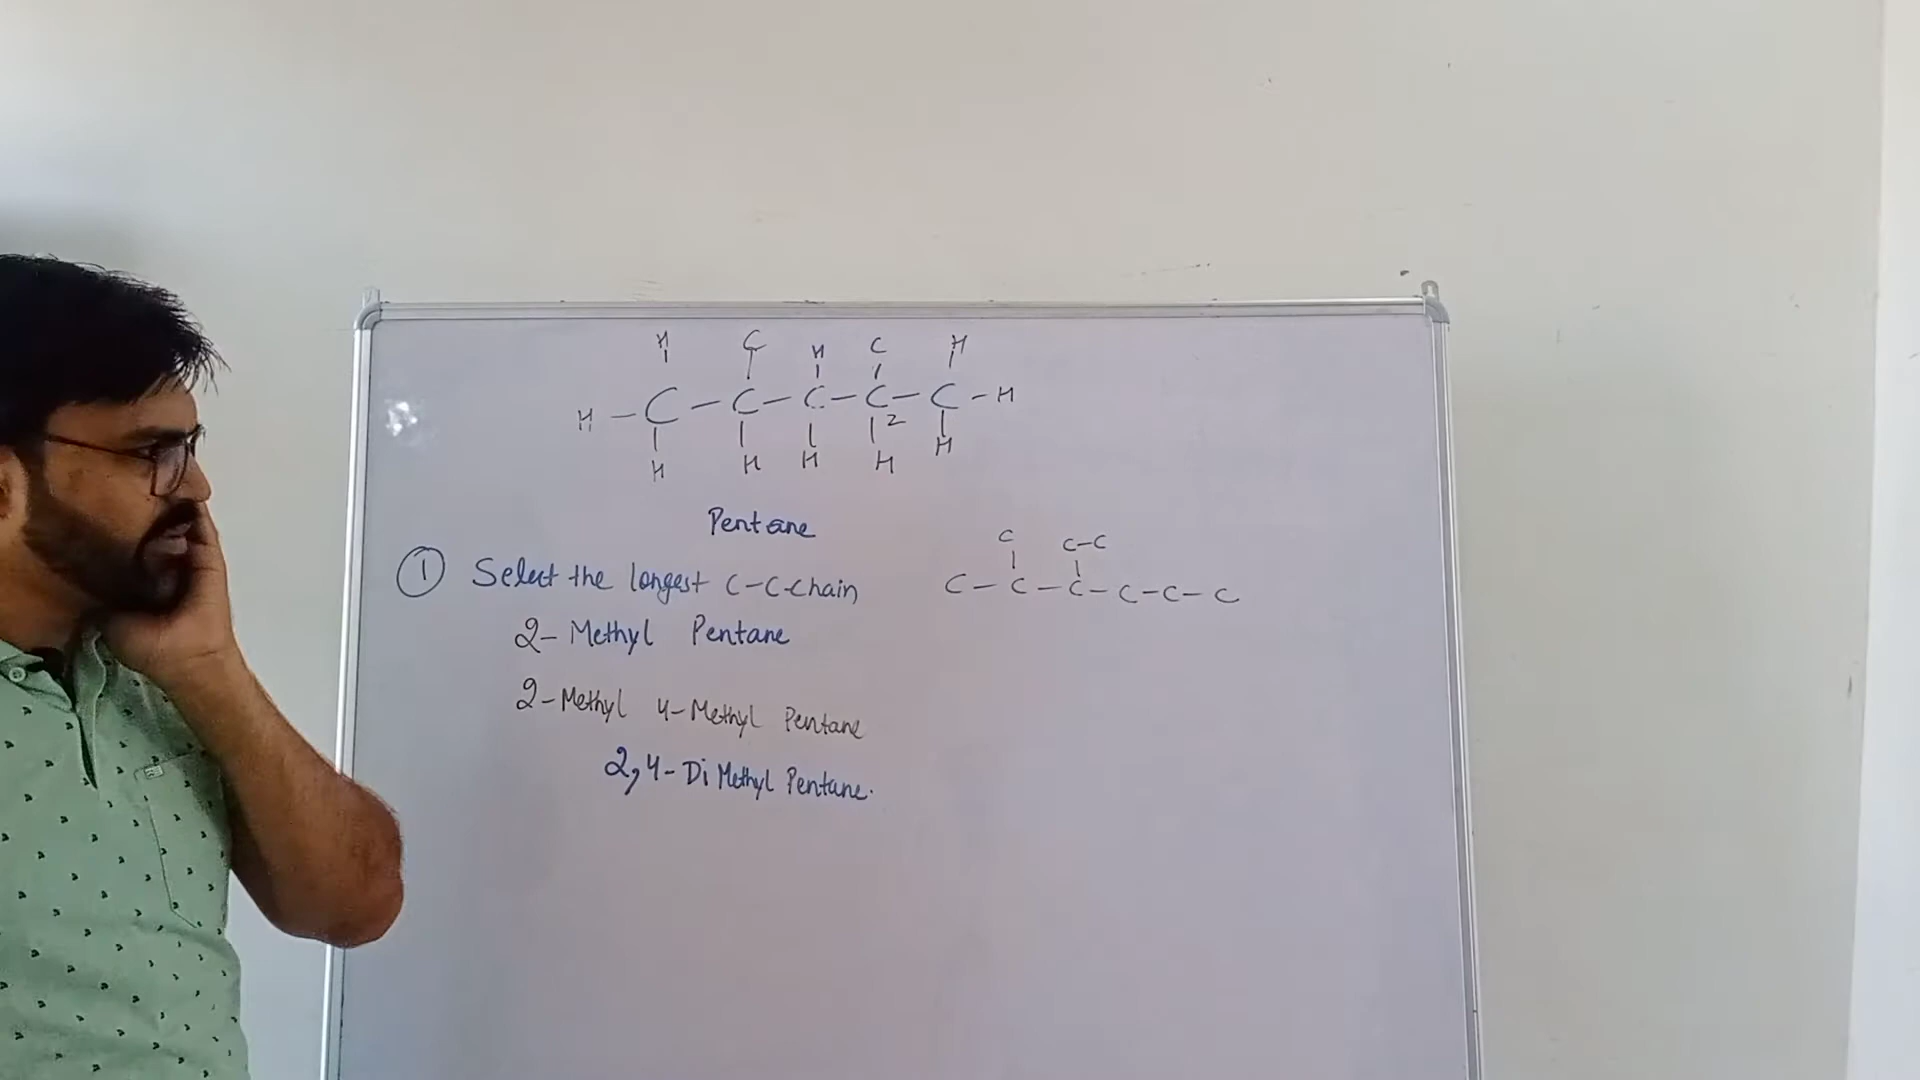 H C H C H
H – C – C – C – C – C – H
2
H H H H H
Pentane
C C–C
① Select the longest C–C chain
C – C – C – C – C – C
2– Methyl Pentane
2–Methyl 4–Methyl Pentane
2,4– Di Methyl Pentane.